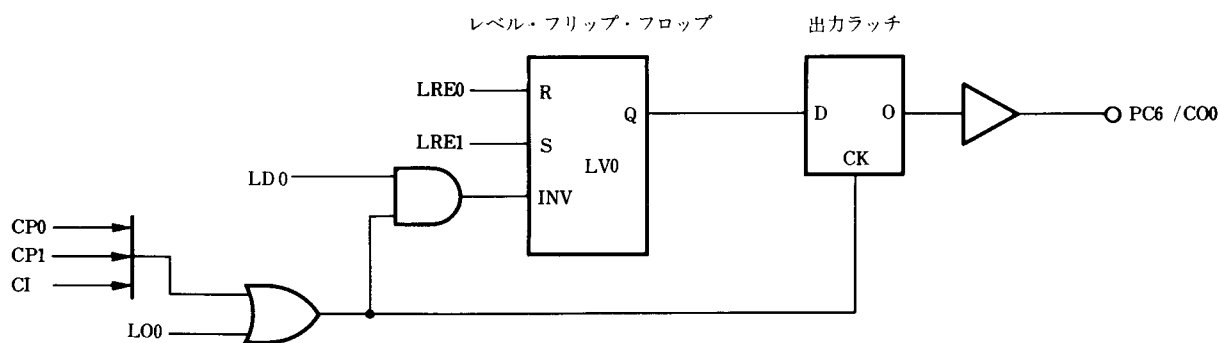 レベル・フリップ・フロップ
出力ラッチ
LRE0
R
Q
D
O
PC6 /CO0
LRE1
S
CK
LV0
LD0
INV
CP0
CP1
CI
LO0